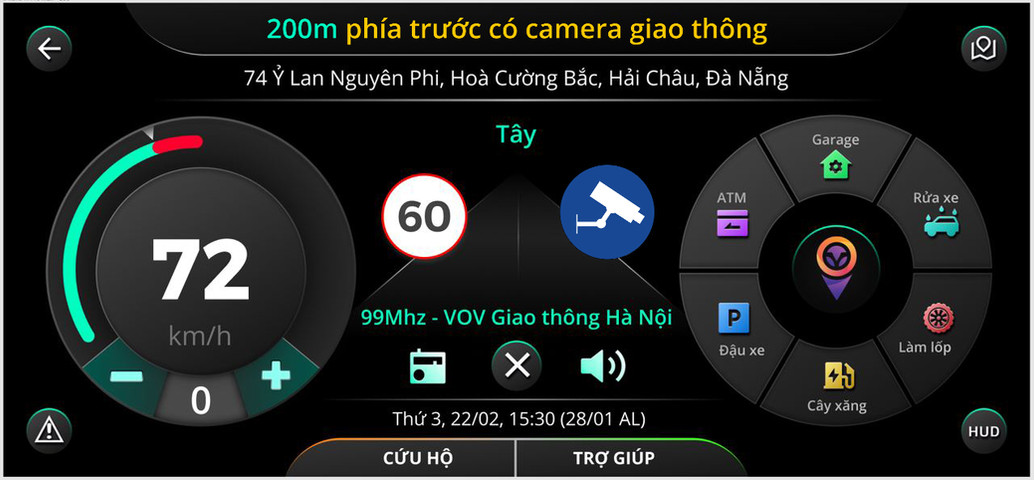 200m phía trước có camera giao thông
74 Ỷ Lan Nguyên Phi, Hoà Cường Bắc, Hải Châu, Đà Nẵng
Tây
60
72
km/h
0
99Mhz - VOV Giao thông Hà Nội
Thứ 3, 22/02, 15:30 (28/01 AL)
CỨU HỘ
TRỢ GIÚP
Garage
ATM
Rửa xe
P
Đậu xe
Làm lốp
Cây xăng
HUD